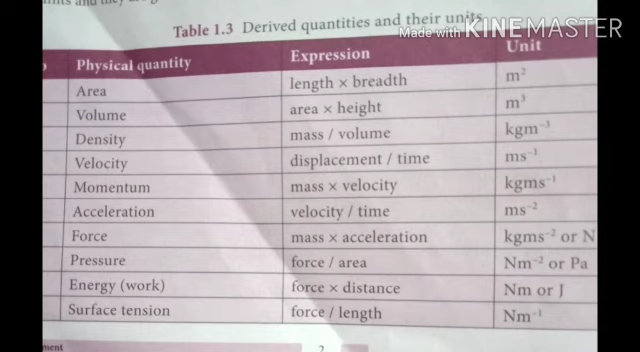 Table 1.3 Derived quantities and their units
Made with KINEMASTER
Physical quantity Expression Unit
Area length × breadth m²
Volume area × height m³
Density mass / volume kgm⁻³
Velocity displacement / time ms⁻¹
Momentum mass × velocity kgms⁻¹
Acceleration velocity / time ms⁻²
Force mass × acceleration kgms⁻² or N
Pressure force / area Nm⁻² or Pa
Energy (work) force × distance Nm or J
Surface tension force / length Nm⁻¹
2